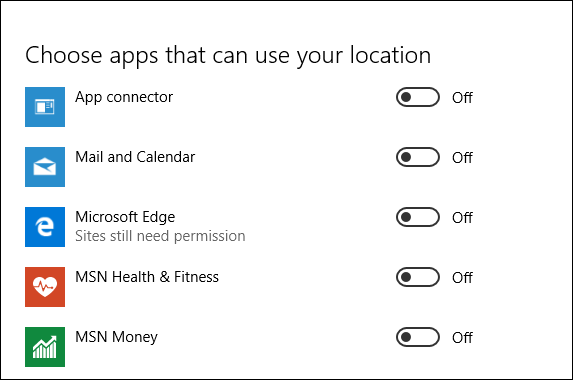 Choose apps that can use your location
App connector Off
Mail and Calendar Off
Microsoft Edge Off
Sites still need permission
MSN Health & Fitness Off
MSN Money Off